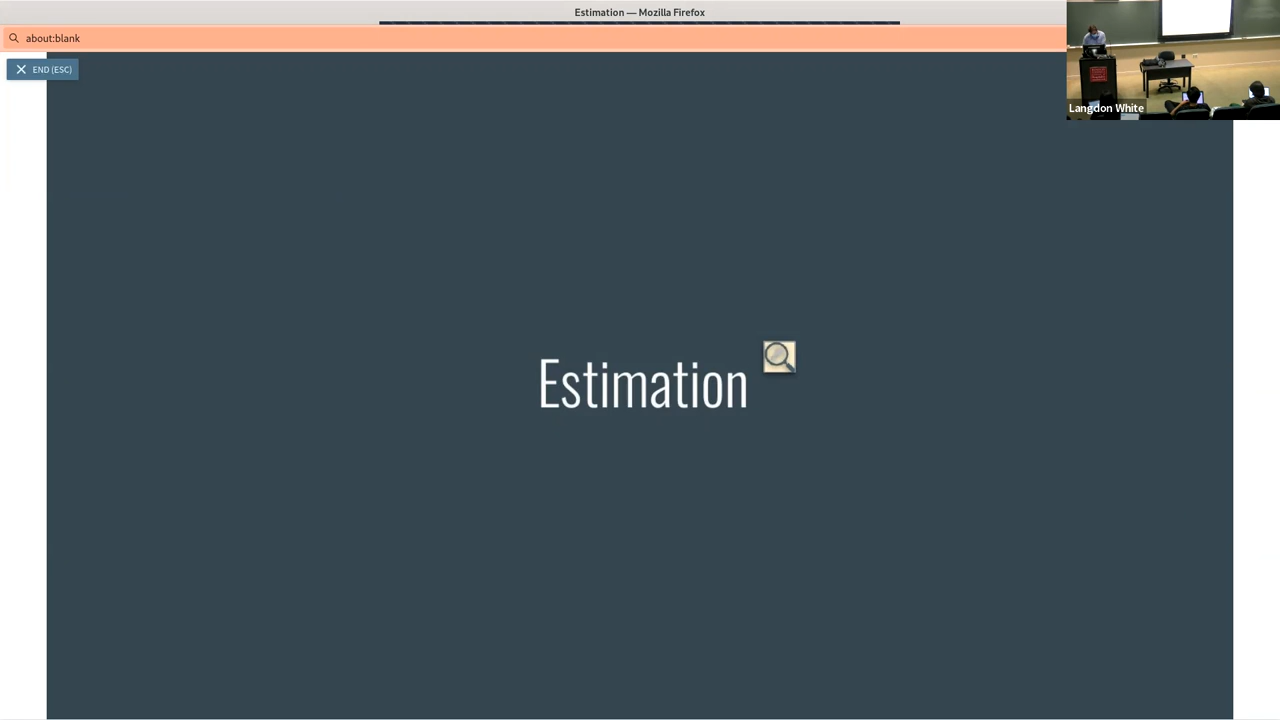 Estimation — Mozilla Firefox
about:blank
END (ESC)
Langdon White
Estimation